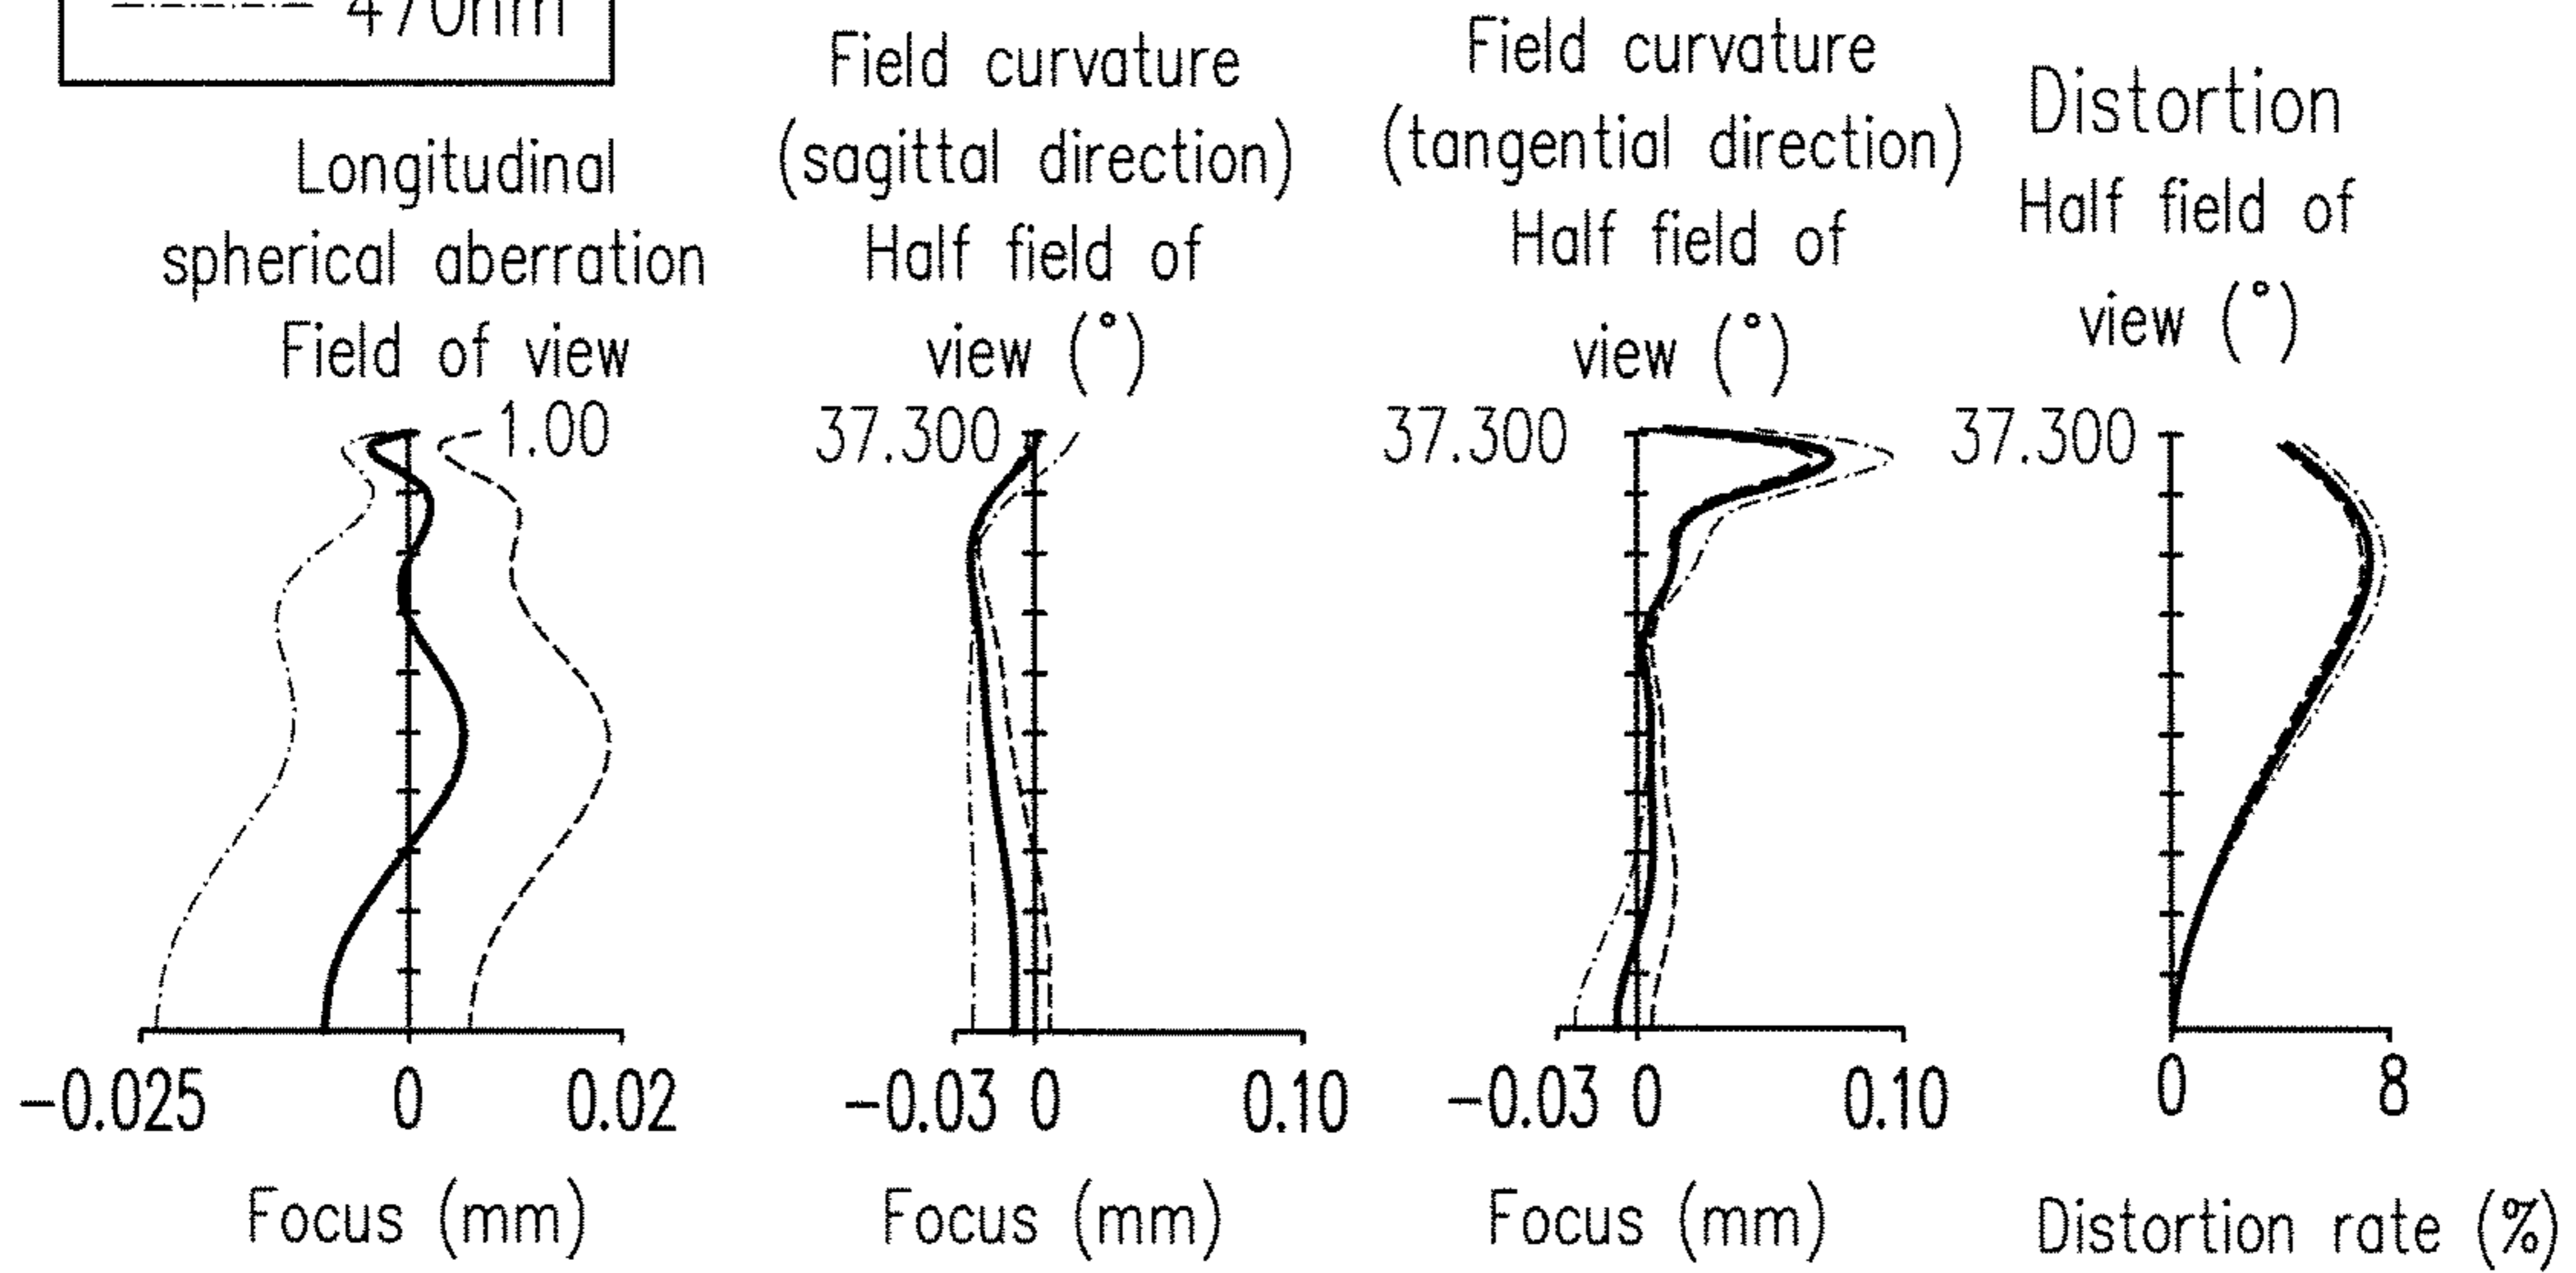 470nm
Longitudinal
spherical aberration
Field of view
1.00
-0.025 0 0.02
Focus (mm)
Field curvature
(sagittal direction)
Half field of
view (°)
37.300
-0.03 0 0.10
Focus (mm)
Field curvature
(tangential direction)
Half field of
view (°)
37.300
-0.03 0 0.10
Focus (mm)
Distortion
Half field of
view (°)
37.300
0 8
Distortion rate (%)